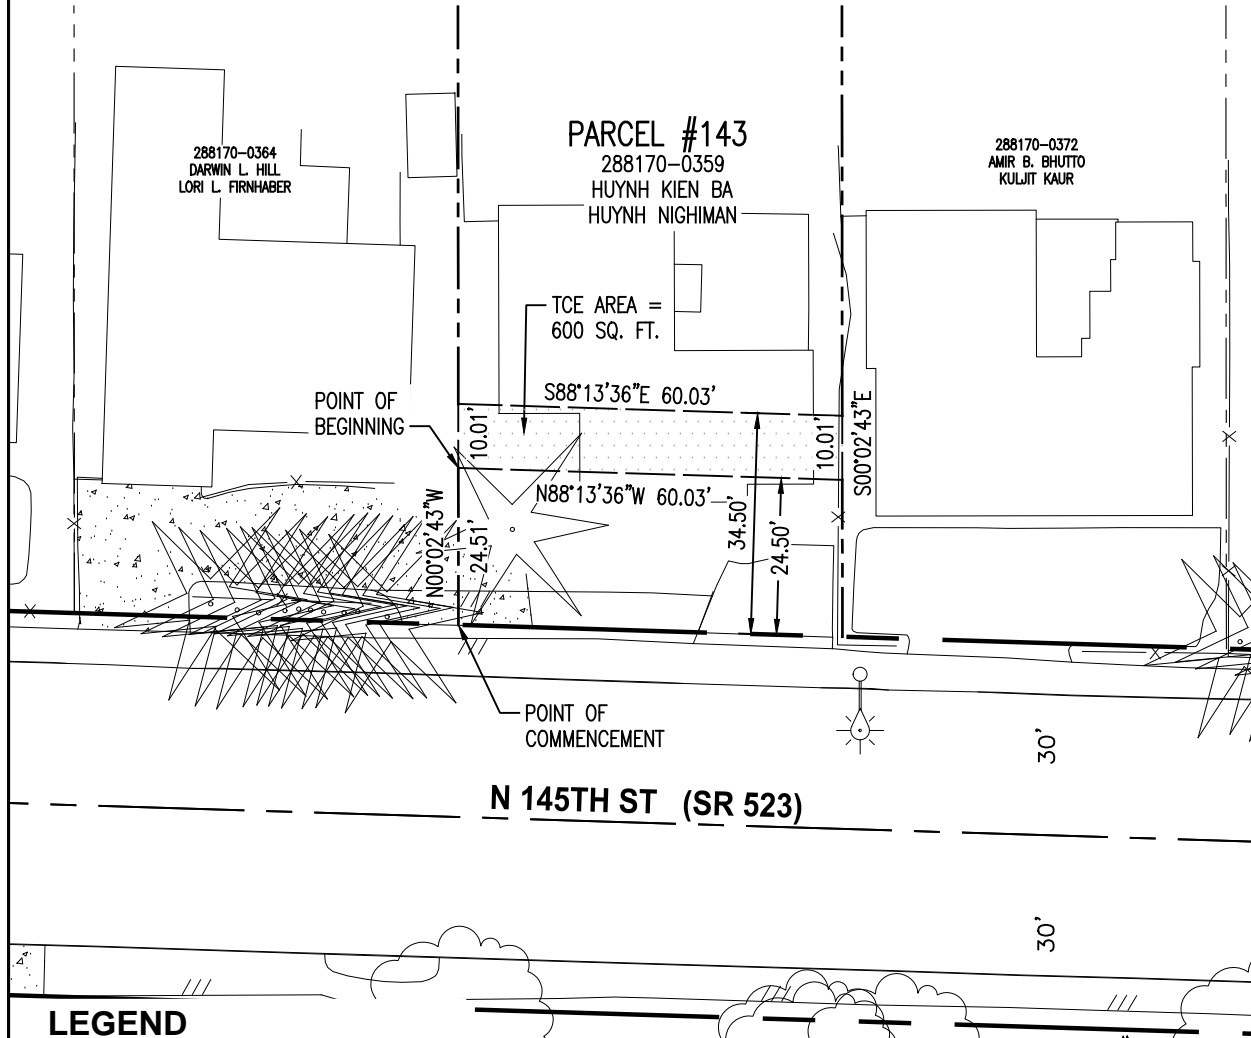 PARCEL #143
288170-0359
HUYNH KIEN BA
HUYNH NIGHIMAN
288170-0364
DARWIN L. HILL
LORI L. FIRNHABER
288170-0372
AMIR B. BHUTTO
KULJIT KAUR
TCE AREA =
600 SQ. FT.
S88°13'36"E 60.03'
POINT OF
BEGINNING
10.01'
10.01'
S00°02'43"E
N88°13'36"W 60.03'
N00°02'43"W
24.51'
34.50'
24.50'
POINT OF
COMMENCEMENT
30'
N 145TH ST (SR 523)
30'
LEGEND